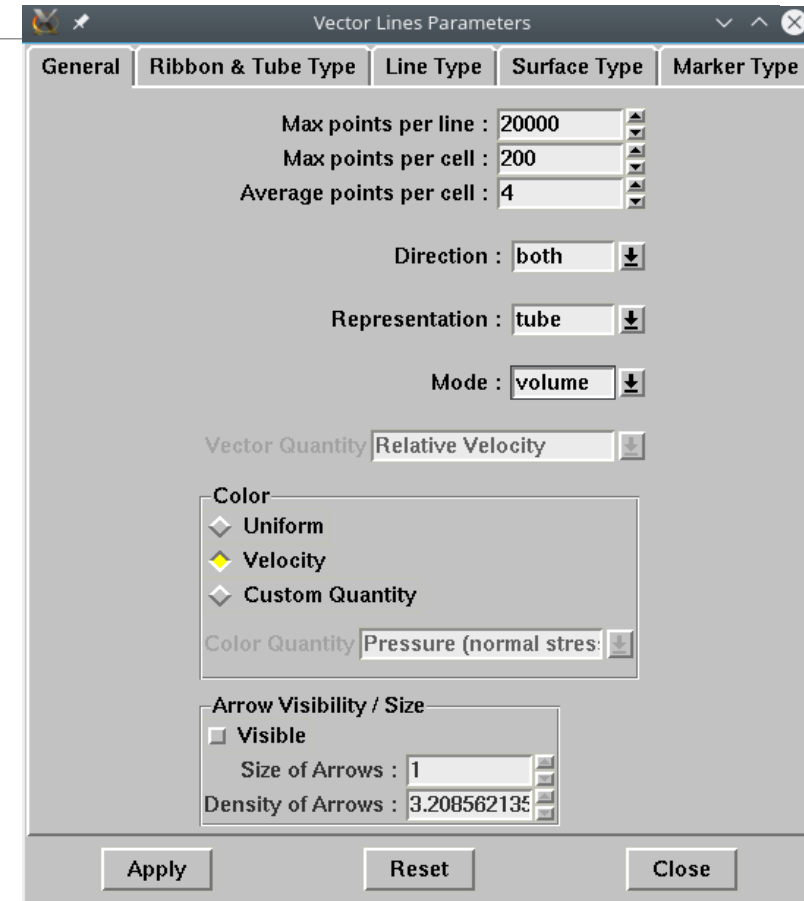 Vector Lines Parameters
General Ribbon & Tube Type Line Type Surface Type Marker Type
Max points per line : 20000
Max points per cell : 200
Average points per cell : 4
Direction : both
Representation : tube
Mode : volume
Vector Quantity Relative Velocity
Color
Uniform
Velocity
Custom Quantity
Color Quantity Pressure (normal stres
Arrow Visibility / Size
Visible
Size of Arrows : 1
Density of Arrows : 3.208562135
Apply Reset Close